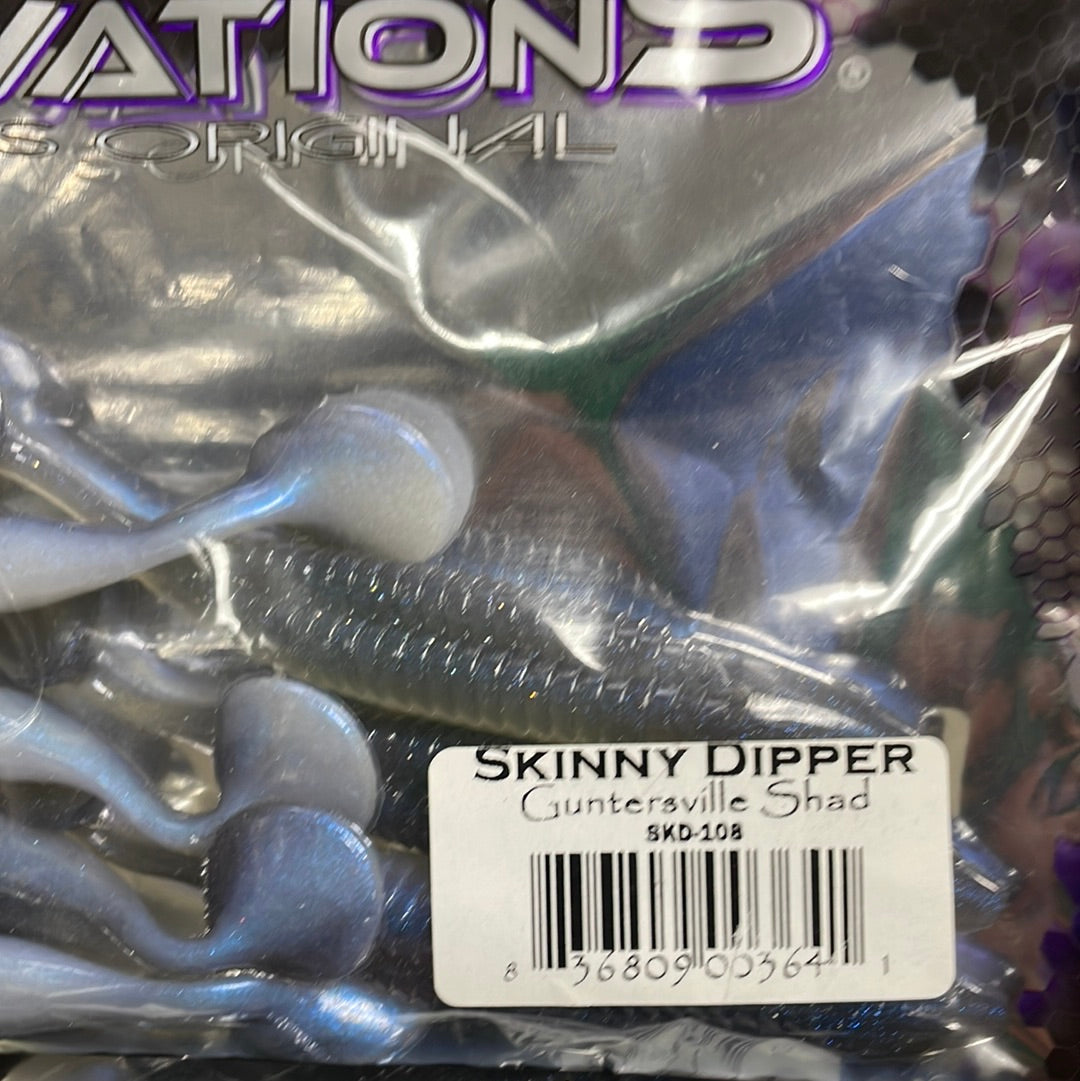 VATIONS ®
S ORIGINAL
SKINNY DIPPER
Guntersville Shad
SKD-108
8 36809 00364 1